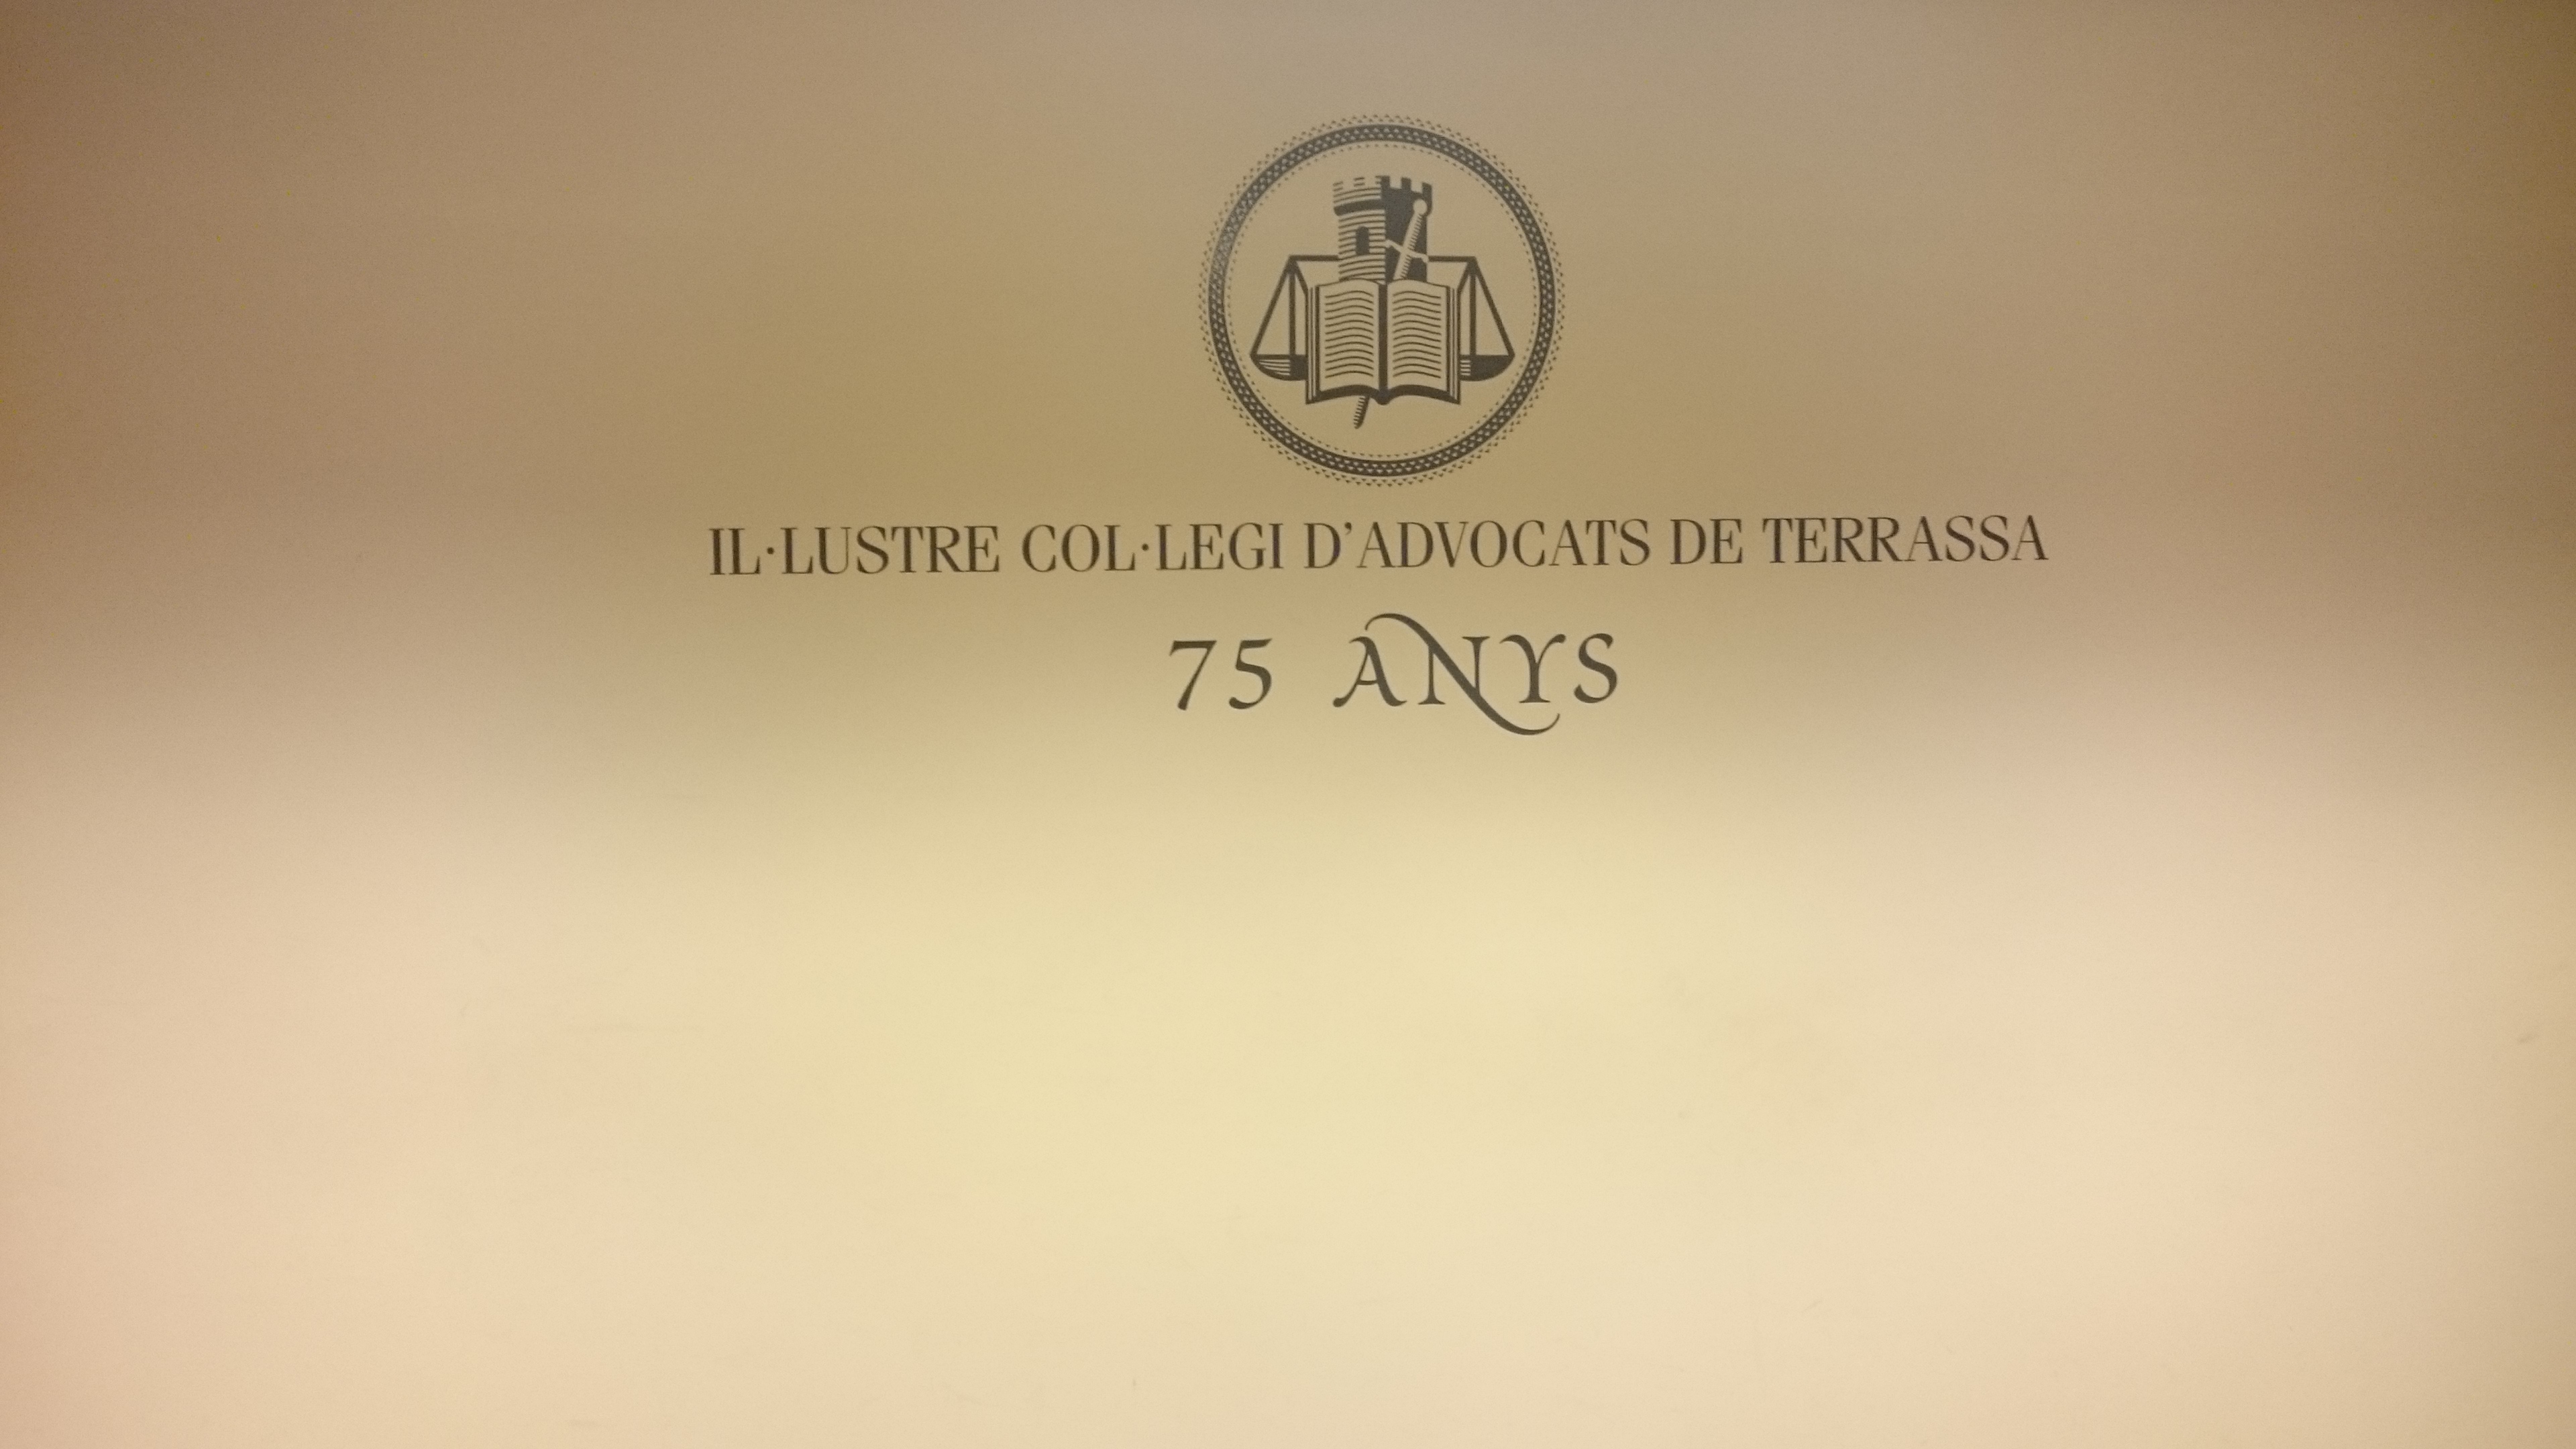 IL·LUSTRE COL·LEGI D'ADVOCATS DE TERRASSA
75 ANYS